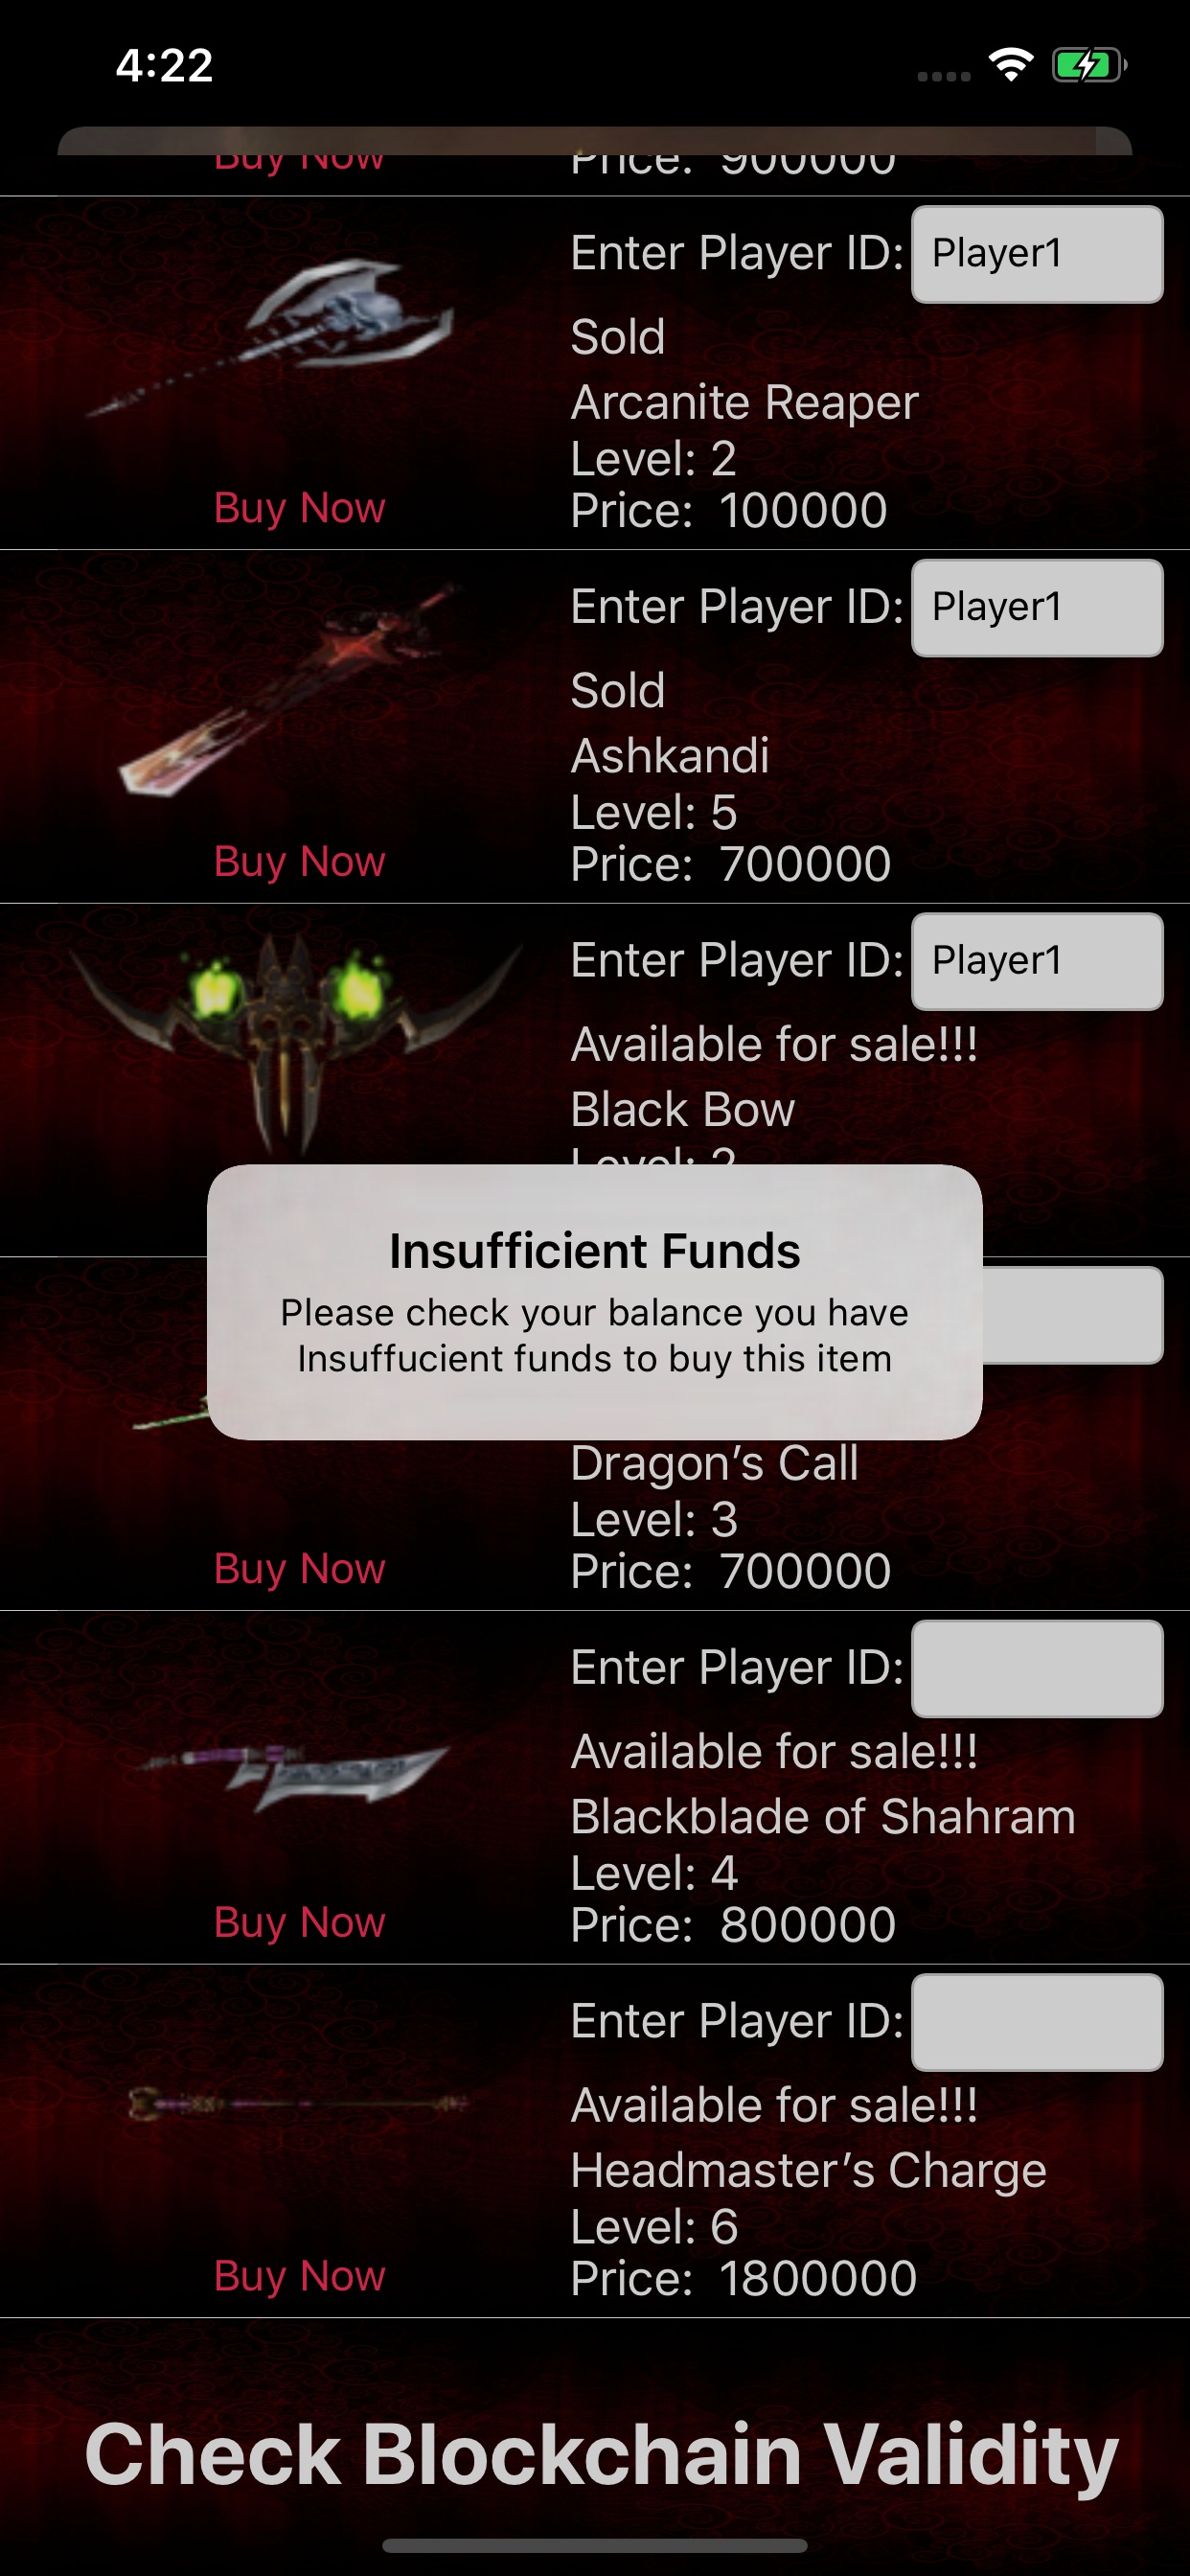 4:22
Buy Now
Price: 900000
Enter Player ID: Player1
Sold
Arcanite Reaper
Level: 2
Buy Now
Price: 100000
Enter Player ID: Player1
Sold
Ashkandi
Level: 5
Buy Now
Price: 700000
Enter Player ID: Player1
Available for sale!!!
Black Bow
Level: 2
Insufficient Funds
Please check your balance you have
Insuffucient funds to buy this item
Dragon’s Call
Level: 3
Buy Now
Price: 700000
Enter Player ID:
Available for sale!!!
Blackblade of Shahram
Level: 4
Buy Now
Price: 800000
Enter Player ID:
Available for sale!!!
Headmaster’s Charge
Level: 6
Buy Now
Price: 1800000
Check Blockchain Validity